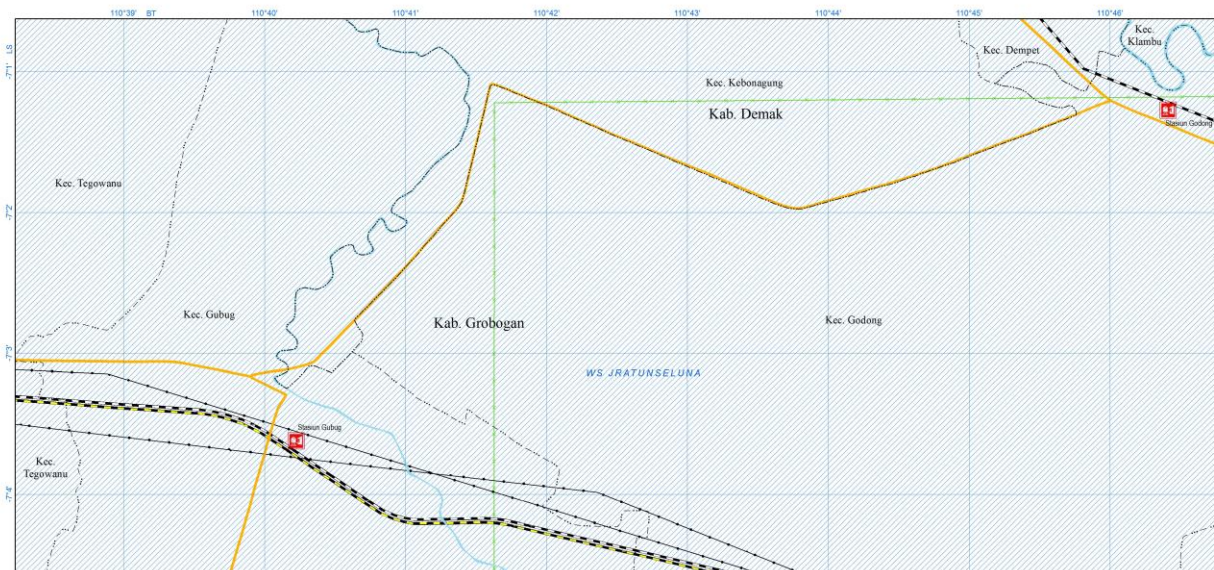 110°39' BT 110°40' 110°41' 110°42' 110°43' 110°44' 110°45' 110°46'
LS
-7°1'
-7°2'
-7°3'
-7°4'
Kec.
Klambu
Kec. Dempet
Kec. Kebonagung
Kab. Demak
Stasun Godong
Kec. Tegowanu
Kec. Gubug
Kab. Grobogan
Kec. Godong
WS JRATUNSELUNA
Stasun Gubug
Kec.
Tegowanu